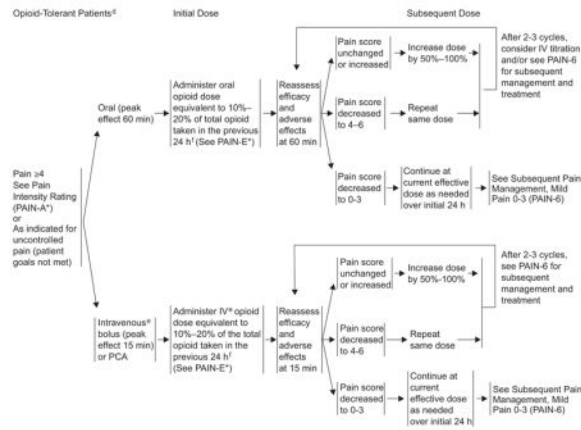 Opioid-Tolerant Patientsᵈ
Initial Dose
Subsequent Dose
Pain ≥4
See Pain
Intensity Rating
(PAIN-A*)
or
As indicated for
uncontrolled
pain (patient
goals not met)
Oral (peak
effect 60 min)
Administer oral
opioid dose
equivalent to 10%–
20% of total opioid
taken in the previous
24 h† (See PAIN-E*)
Reassess
efficacy
and
adverse
effects
at 60 min
Pain score
unchanged
or increased
Increase dose
by 50%–100%
Pain score
decreased
to 4–6
Repeat
same dose
After 2-3 cycles,
consider IV titration
and/or see PAIN-6
for subsequent
management and
treatment
Pain score
decreased
to 0-3
Continue at
current effective
dose as needed
over initial 24 h
See Subsequent Pain
Management, Mild
Pain 0-3 (PAIN-6)
Intravenousᵉ
bolus (peak
effect 15 min)
or PCA
Administer IVᵉ opioid
dose equivalent to
10%–20% of the total
opioid taken in the
previous 24 h†
(See PAIN-E*)
Reassess
efficacy
and
adverse
effects
at 15 min
Pain score
unchanged
or increased
Increase dose
by 50%-100%
Pain score
decreased
to 4-6
Repeat
same dose
After 2-3 cycles,
see PAIN-6 for
subsequent
management and
treatment
Pain score
decreased
to 0-3
Continue at
current
effective dose
as needed
over initial 24 h
See Subsequent Pain
Management, Mild
Pain 0-3 (PAIN-6)